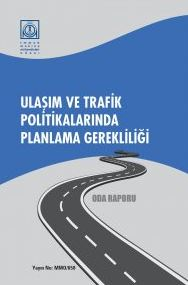 ULAŞIM VE TRAFİK
POLİTİKALARINDA
PLANLAMA GEREKLİLİĞİ
ODA RAPORU
Yayın No: MMO/658